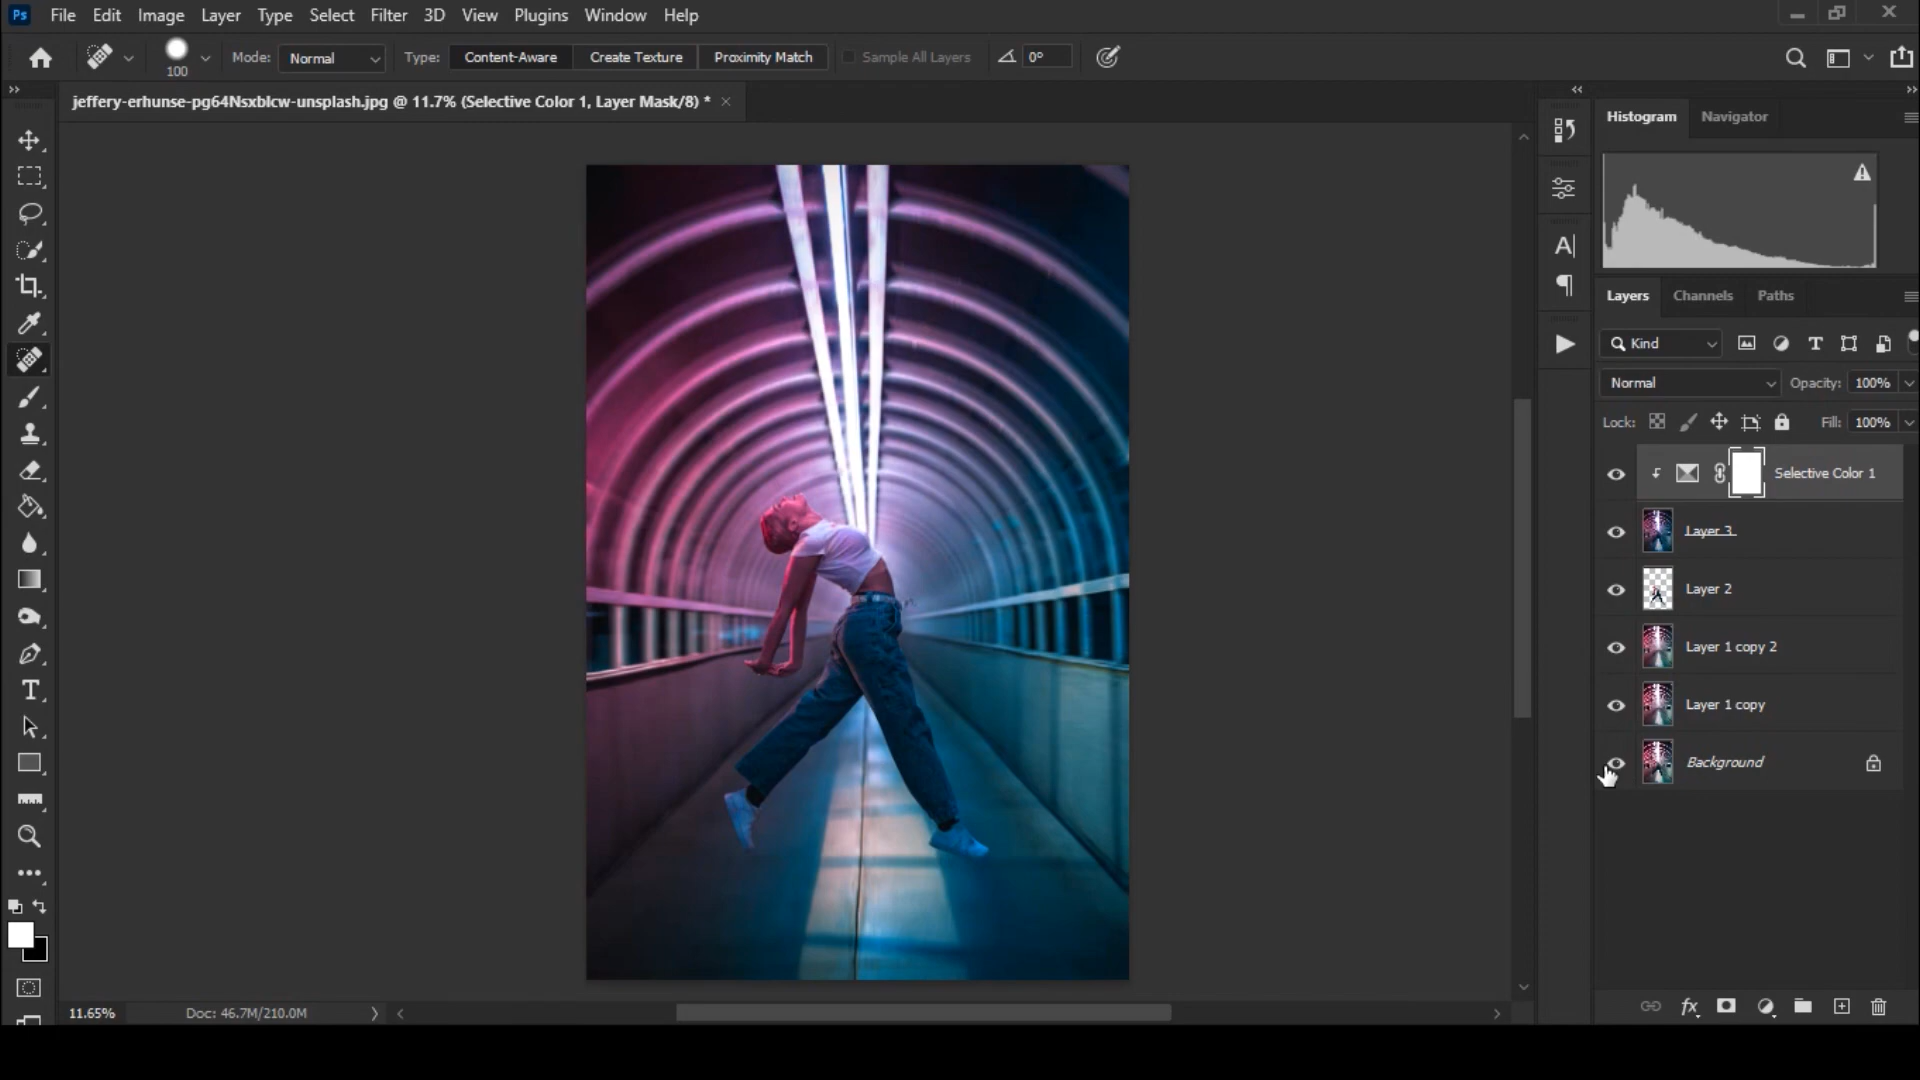 Ps File Edit Image Layer Type Select Filter 3D View Plugins Window Help
100 Mode: Normal Type: Content-Aware Create Texture Proximity Match Sample All Layers 0°
jeffery-erhunse-pg64Nsxblcw-unsplash.jpg @ 11.7% (Selective Color 1, Layer Mask/8) *
Histogram Navigator
Layers Channels Paths
Kind
Normal Opacity: 100%
Lock: Fill: 100%
Selective Color 1
Layer 3
Layer 2
Layer 1 copy 2
Layer 1 copy
Background
11.65% Doc: 46.7M/210.0M